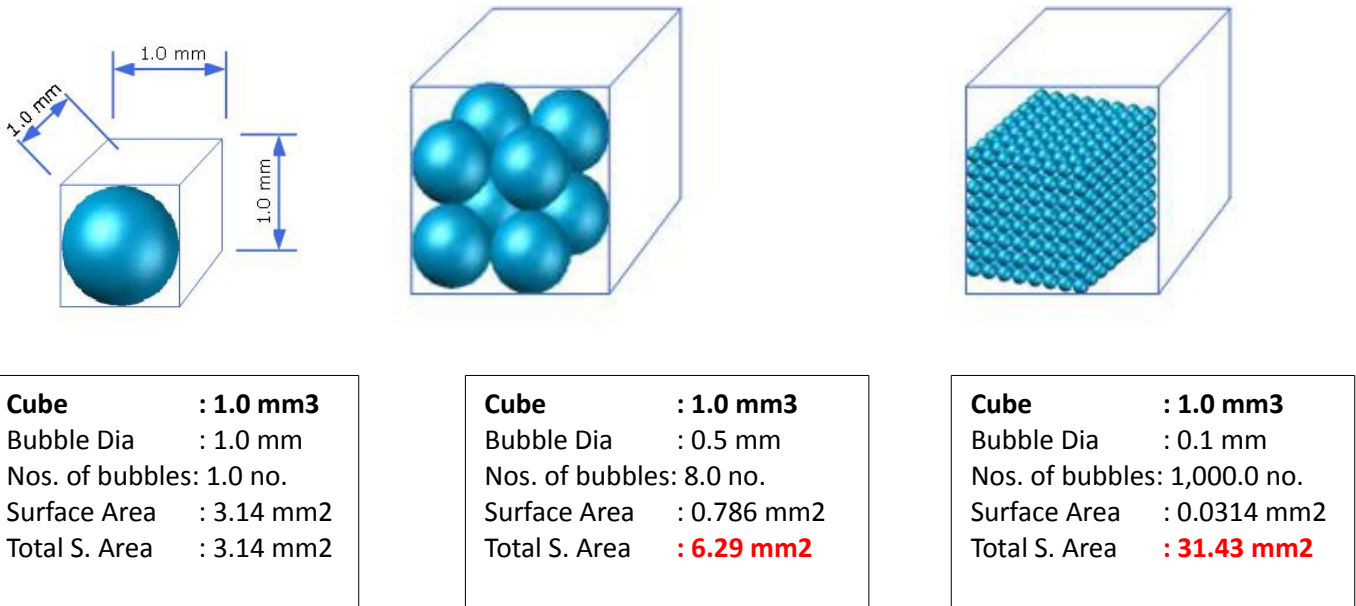 1.0 mm
1.0 mm
1.0 mm
Cube : 1.0 mm3
Bubble Dia : 1.0 mm
Nos. of bubbles: 1.0 no.
Surface Area : 3.14 mm2
Total S. Area : 3.14 mm2
Cube : 1.0 mm3
Bubble Dia : 0.5 mm
Nos. of bubbles: 8.0 no.
Surface Area : 0.786 mm2
Total S. Area : 6.29 mm2
Cube : 1.0 mm3
Bubble Dia : 0.1 mm
Nos. of bubbles: 1,000.0 no.
Surface Area : 0.0314 mm2
Total S. Area : 31.43 mm2